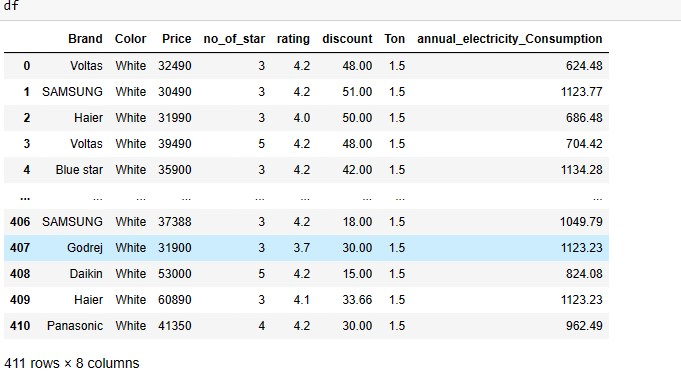 df
Brand Color Price no_of_star rating discount Ton annual_electricity_Consumption
0 Voltas White 32490 3 4.2 48.00 1.5 624.48
1 SAMSUNG White 30490 3 4.2 51.00 1.5 1123.77
2 Haier White 31990 3 4.0 50.00 1.5 686.48
3 Voltas White 39490 5 4.2 48.00 1.5 704.42
4 Blue star White 35900 3 4.2 42.00 1.5 1134.28
... ... ... ... ... ... ... ... ...
406 SAMSUNG White 37388 3 4.2 18.00 1.5 1049.79
407 Godrej White 31900 3 3.7 30.00 1.5 1123.23
408 Daikin White 53000 5 4.2 15.00 1.5 824.08
409 Haier White 60890 3 4.1 33.66 1.5 1123.23
410 Panasonic White 41350 4 4.2 30.00 1.5 962.49
411 rows × 8 columns